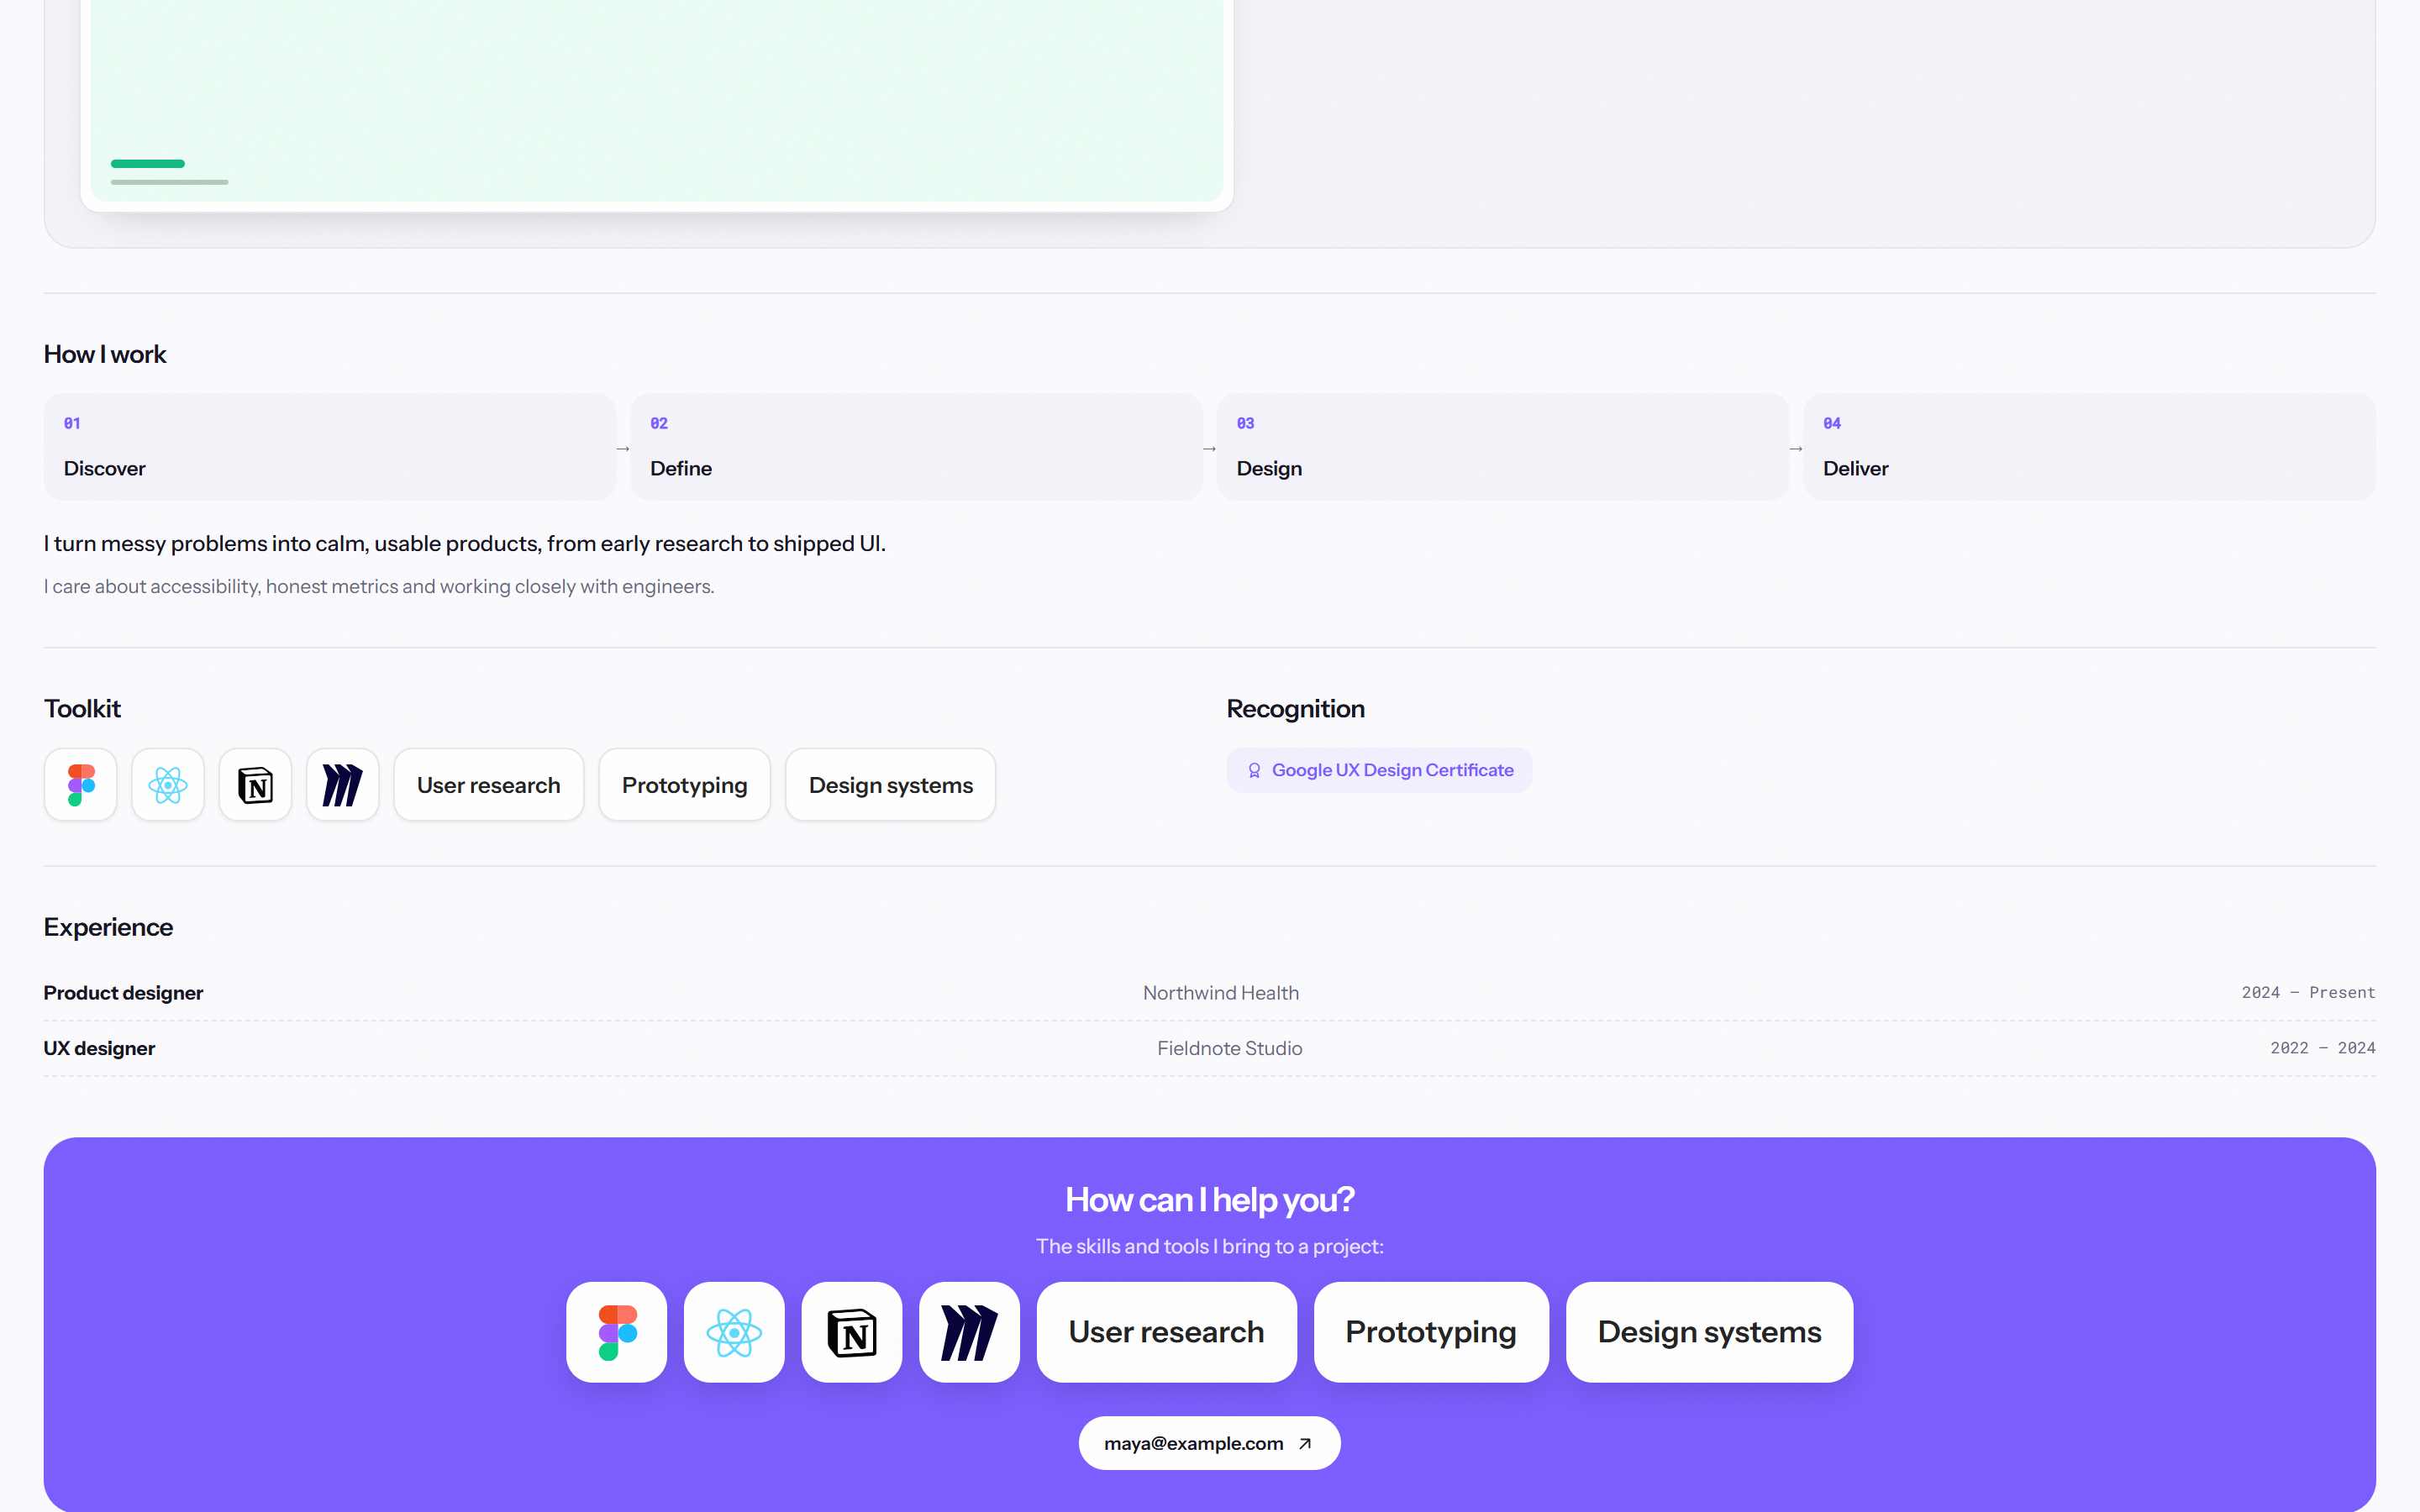 How I work
01
Discover
→
02
Define
→
03
Design
→
04
Deliver
I turn messy problems into calm, usable products, from early research to shipped UI.
I care about accessibility, honest metrics and working closely with engineers.
Toolkit
N
User research
Prototyping
Design systems
Recognition
Google UX Design Certificate
Experience
Product designer Northwind Health 2024 — Present
UX designer Fieldnote Studio 2022 — 2024
How can I help you?
The skills and tools I bring to a project:
N
User research
Prototyping
Design systems
maya@example.com